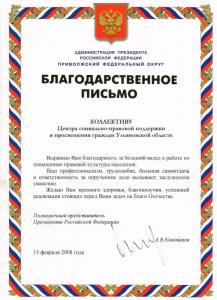 АДМИНИСТРАЦИЯ ПРЕЗИДЕНТА
РОССИЙСКОЙ ФЕДЕРАЦИИ
ПРИВОЛЖСКИЙ ФЕДЕРАЛЬНЫЙ ОКРУГ
БЛАГОДАРСТВЕННОЕ
ПИСЬМО
КОЛЛЕКТИВУ
Центра социально-правовой поддержки
и просвещения граждан Ульяновской области
Выражаю Вам благодарность за большой вклад в работе по
повышению правовой культуры населения.
Ваш профессионализм, трудолюбие, большая самоотдача
и ответственность за порученное дело вызывают заслуженное
уважение.
Желаю Вам крепкого здоровья, благополучия, успешной
реализации стоящих перед Вами задач на благо Отечества.
Полномочный представитель
Президента Российской Федерации
А.В.Коновалов
15 февраля 2008 года